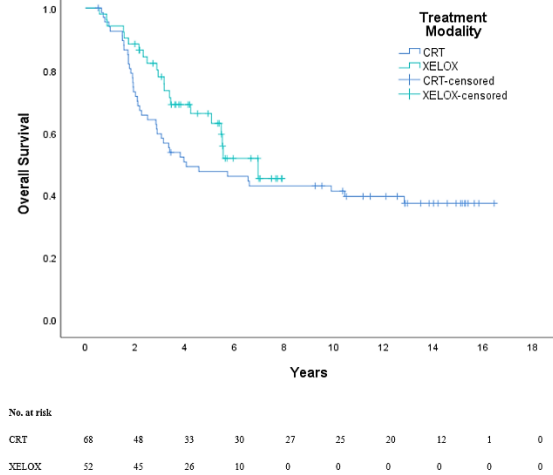 Treatment
Modality
CRT
XELOX
CRT-censored
XELOX-censored
Overall Survival
1.0
0.8
0.6
0.4
0.2
0.0
0 2 4 6 8 10 12 14 16 18
Years
No. at risk
CRT 68 48 33 30 27 25 20 12 1 0
XELOX 52 45 26 10 0 0 0 0 0 0